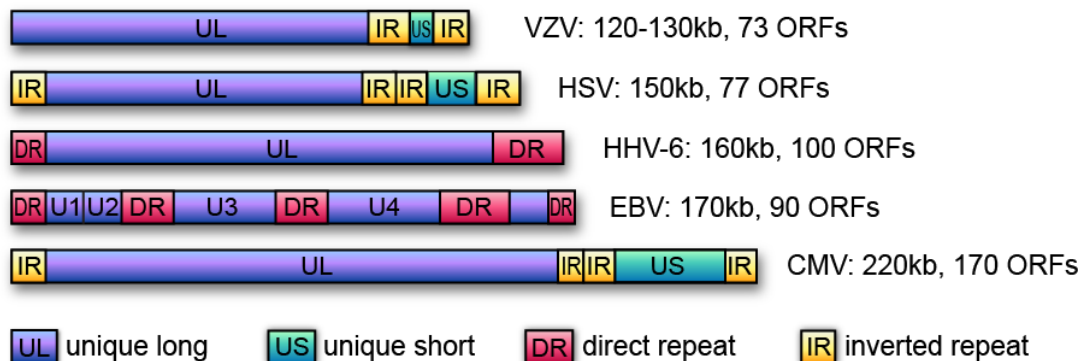 UL IR US IR VZV: 120-130kb, 73 ORFs
IR UL IR IR US IR HSV: 150kb, 77 ORFs
DR UL DR HHV-6: 160kb, 100 ORFs
DR U1 U2 DR U3 DR U4 DR DR EBV: 170kb, 90 ORFs
IR UL IR IR US IR CMV: 220kb, 170 ORFs
UL unique long US unique short DR direct repeat IR inverted repeat